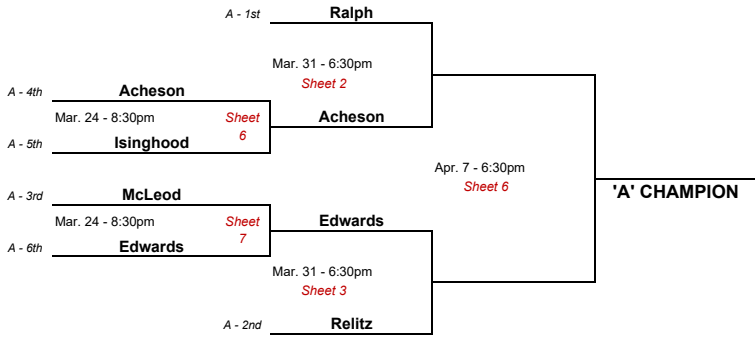 A - 1st
Ralph
Mar. 31 - 6:30pm
Sheet 2
A - 4th
Acheson
Mar. 24 - 8:30pm
Sheet
6
Acheson
A - 5th
Isinghood
Apr. 7 - 6:30pm
Sheet 6
'A' CHAMPION
A - 3rd
McLeod
Mar. 24 - 8:30pm
Sheet
7
Edwards
A - 6th
Edwards
Mar. 31 - 6:30pm
Sheet 3
A - 2nd
Relitz